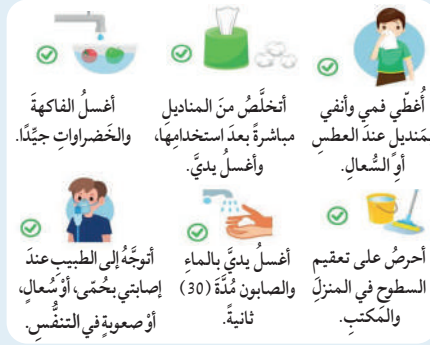 أُغطّي فمي وأنفي
بمَنديلٍ عندَ العطسِ
أوِ السُّعالِ.
أتخلَّصُ منَ المناديلِ
مباشرةً بعدَ استخدامِها،
وأغسلُ يديَّ.
أغسلُ الفاكهةَ
والخَضراواتِ جيِّدًا.
أحرصُ على تعقيم
السطوحِ في المنزلِ
والمَكتبِ.
أغسلُ يديَّ بالماءِ
والصابون مُدَّةَ (30)
ثانيةً.
أتوجَّهُ إلى الطبيبِ عندَ
إصابتي بحُمّى، أوْ سُعالٍ،
أوْ صعوبةٍ في التنفُّسِ.